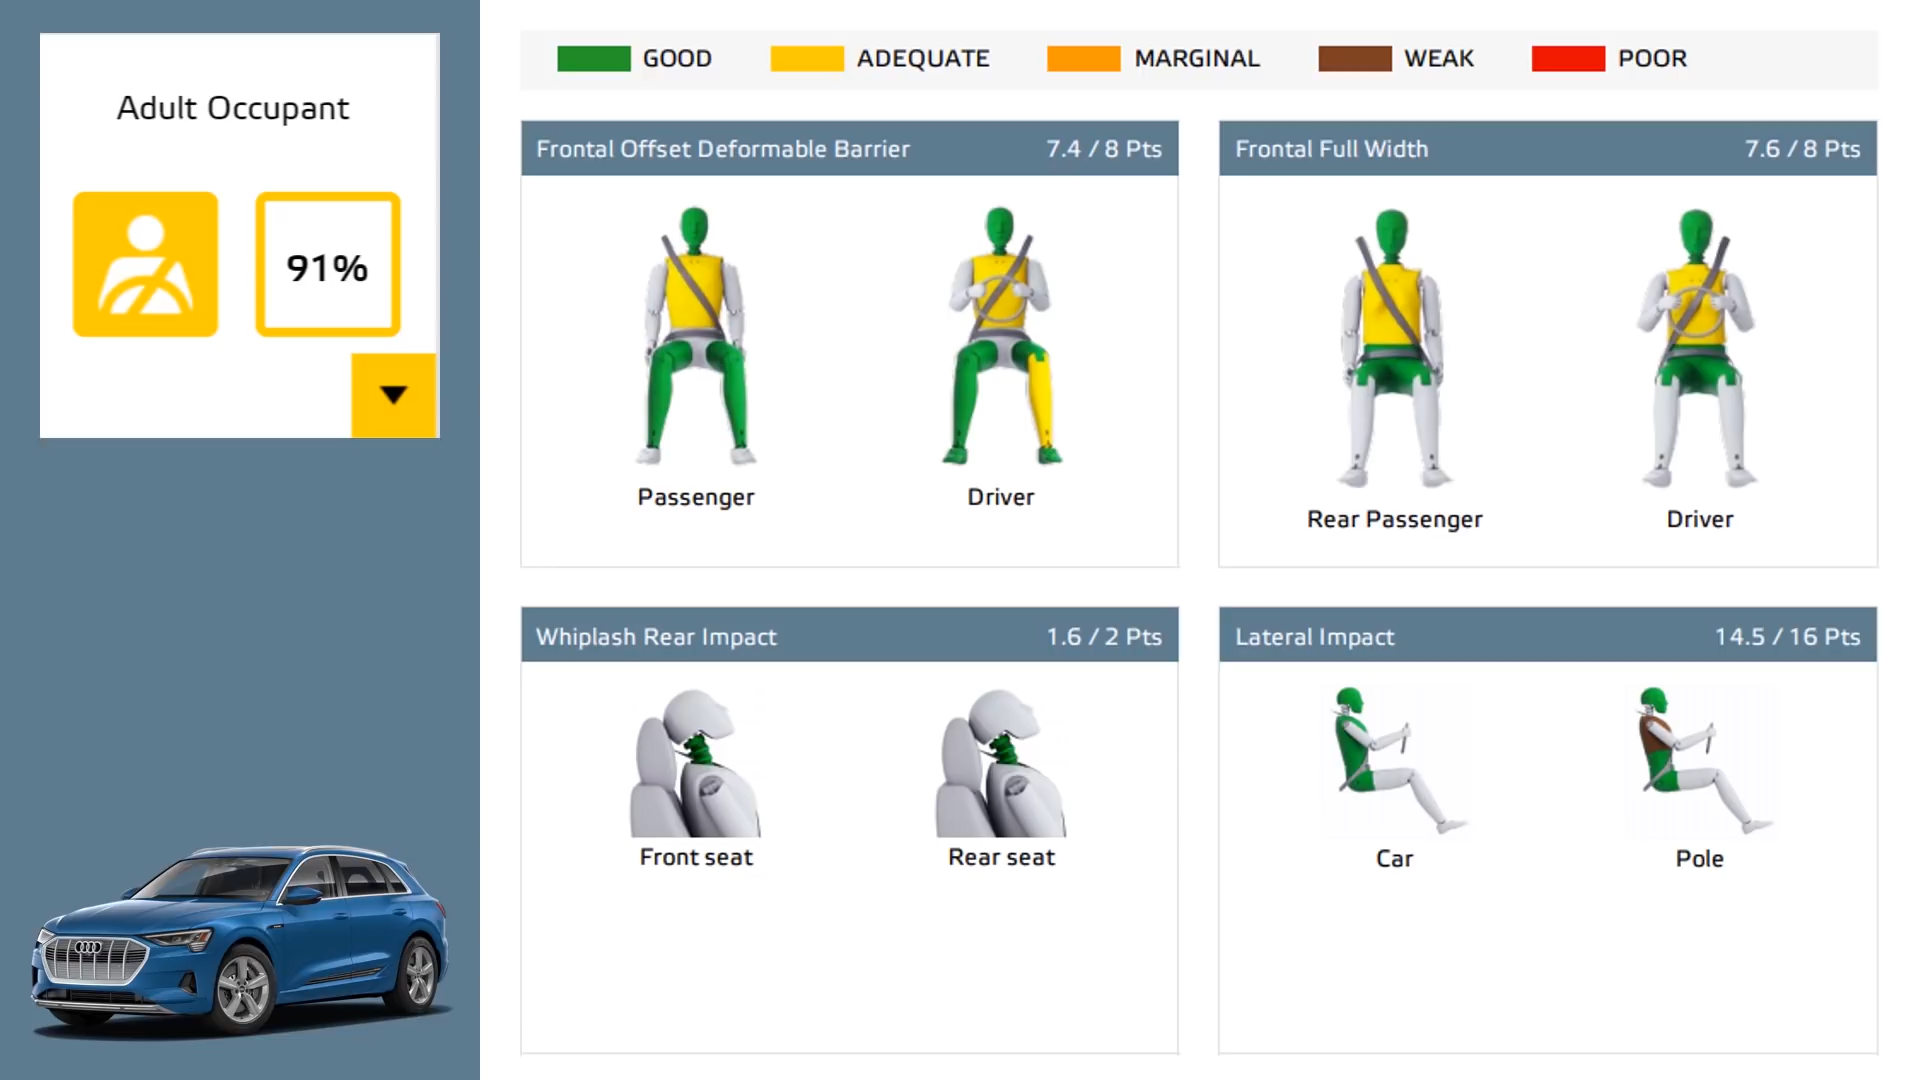 Adult Occupant
91%
GOOD
ADEQUATE
MARGINAL
WEAK
POOR
Frontal Offset Deformable Barrier
7.4 / 8 Pts
Passenger
Driver
Frontal Full Width
7.6 / 8 Pts
Rear Passenger
Driver
Whiplash Rear Impact
1.6 / 2 Pts
Front seat
Rear seat
Lateral Impact
14.5 / 16 Pts
Car
Pole